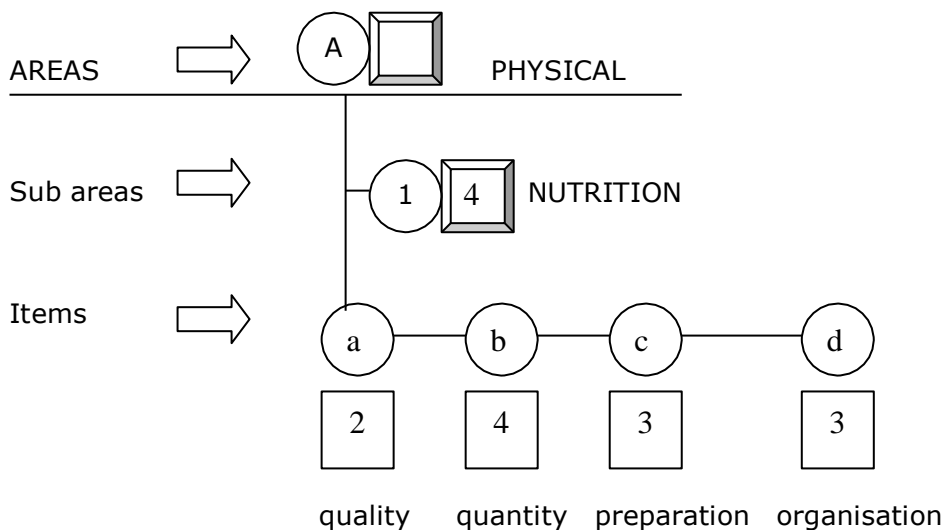 A
AREAS PHYSICAL
Sub areas 1 4 NUTRITION
Items
a b c d
2 4 3 3
quality quantity preparation organisation